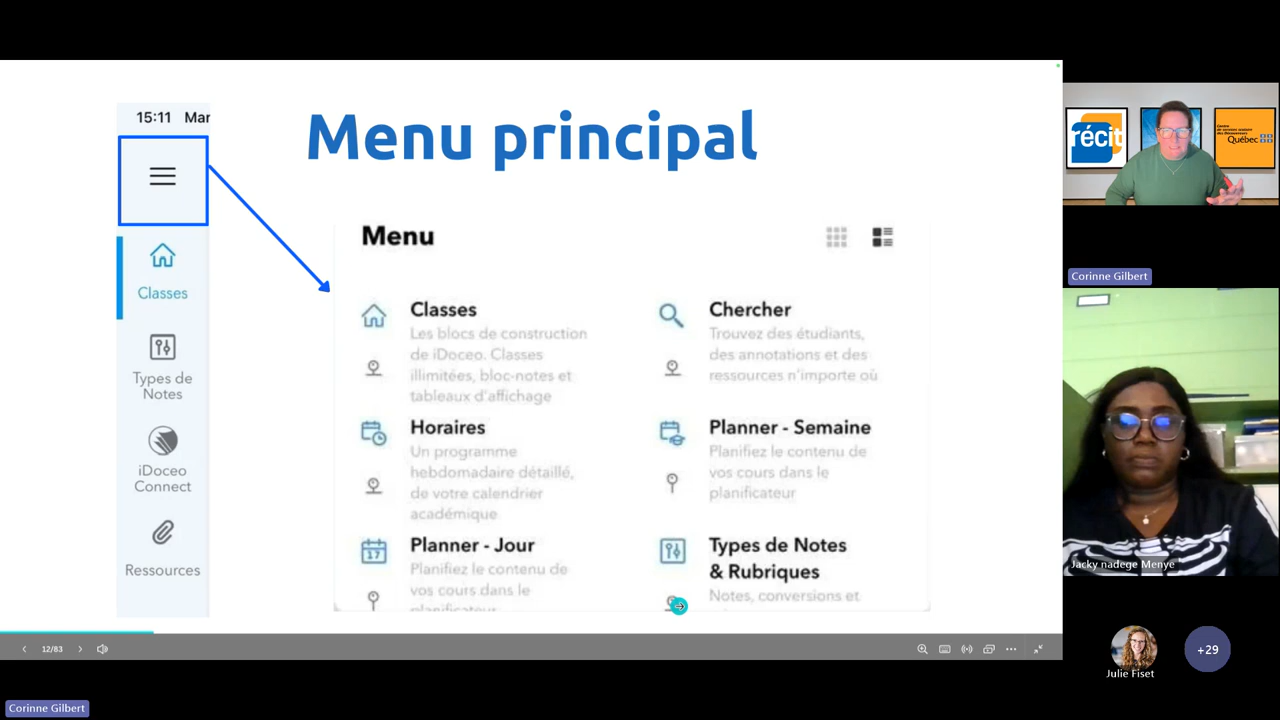 15:11 Mar
Menu principal
Classes
Types de
Notes
iDoceo
Connect
Ressources
Menu
Classes
Les blocs de construction
de iDoceo. Classes
illimitées, bloc-notes et
tableaux d'affichage
Chercher
Trouvez des étudiants,
des annotations et des
ressources n'importe où
Horaires
Un programme
hebdomadaire détaillé,
de votre calendrier
académique
Planner - Semaine
Planifiez le contenu de
vos cours dans le
planificateur
17
Planner - Jour
Planifiez le contenu de
vos cours dans le
planificateur
Types de Notes
& Rubriques
Notes, conversions et
12/83
Corinne Gilbert
récit
Québec
Corinne Gilbert
Jacky nadege Menye
Julie Fiset
+29